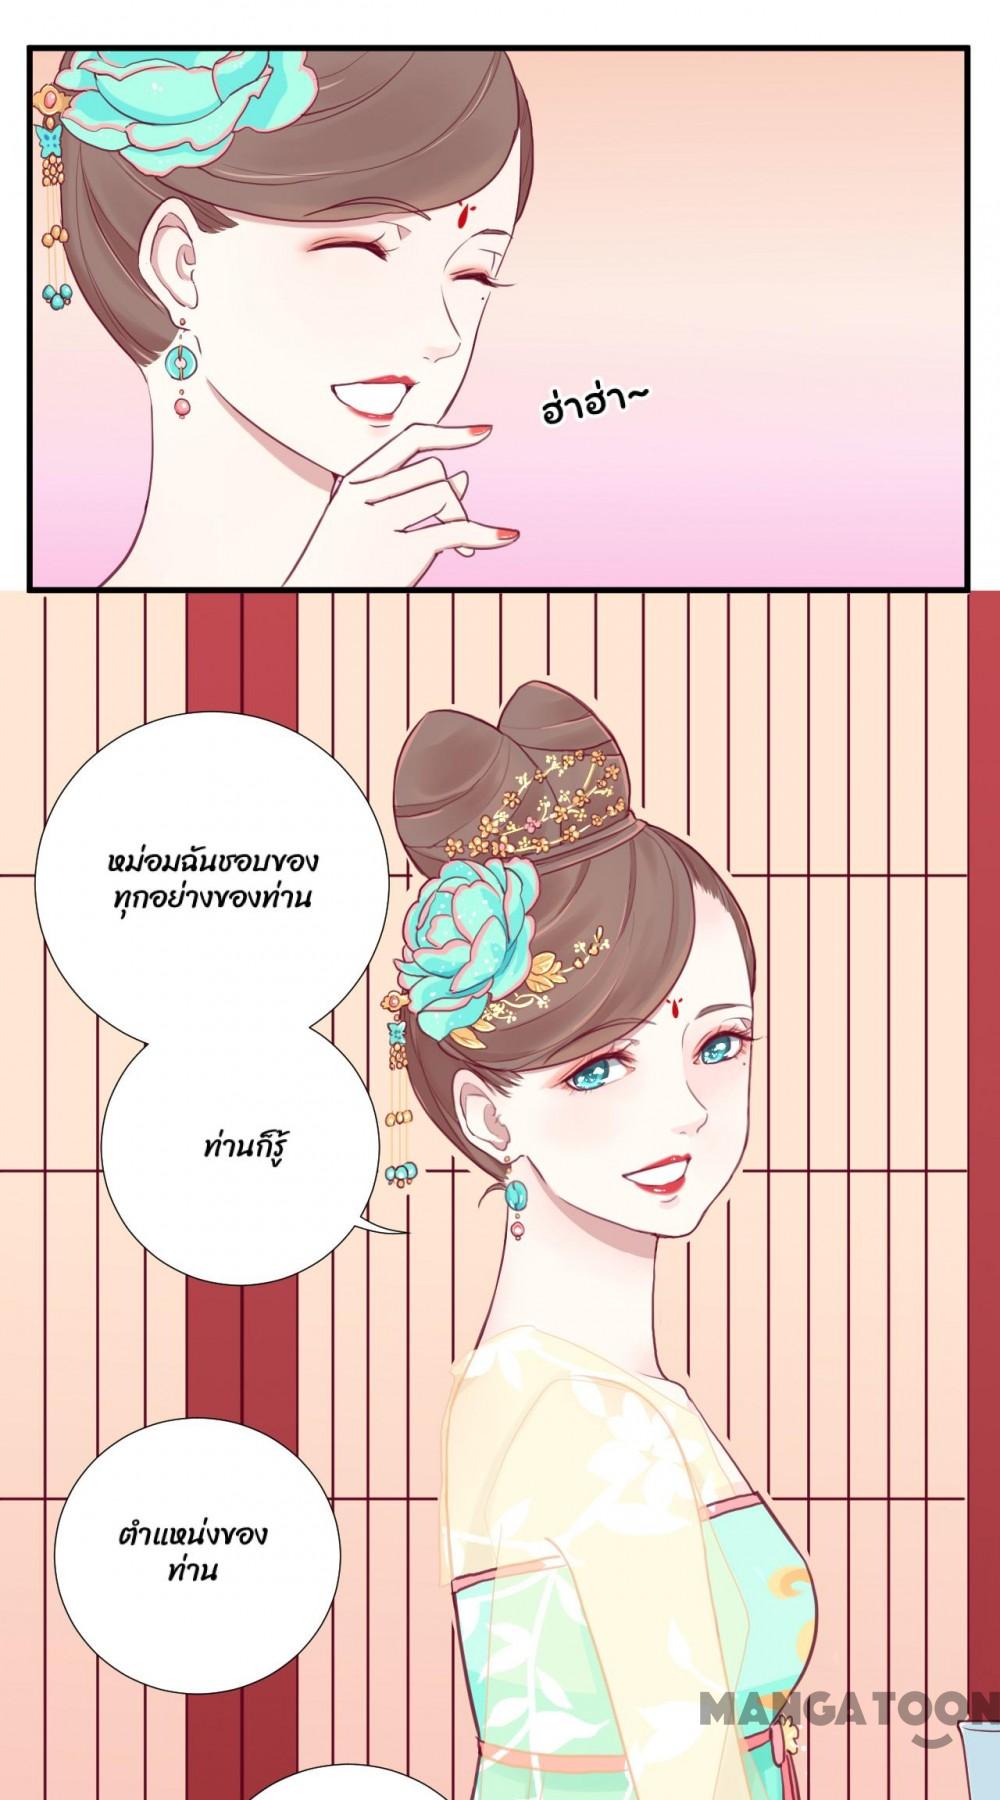 ฮ่าฮ่า~
หม่อมฉันชอบของ
ทุกอย่างของท่าน
ท่านก็รู้
ตำแหน่งของ
ท่าน
MANGATOON